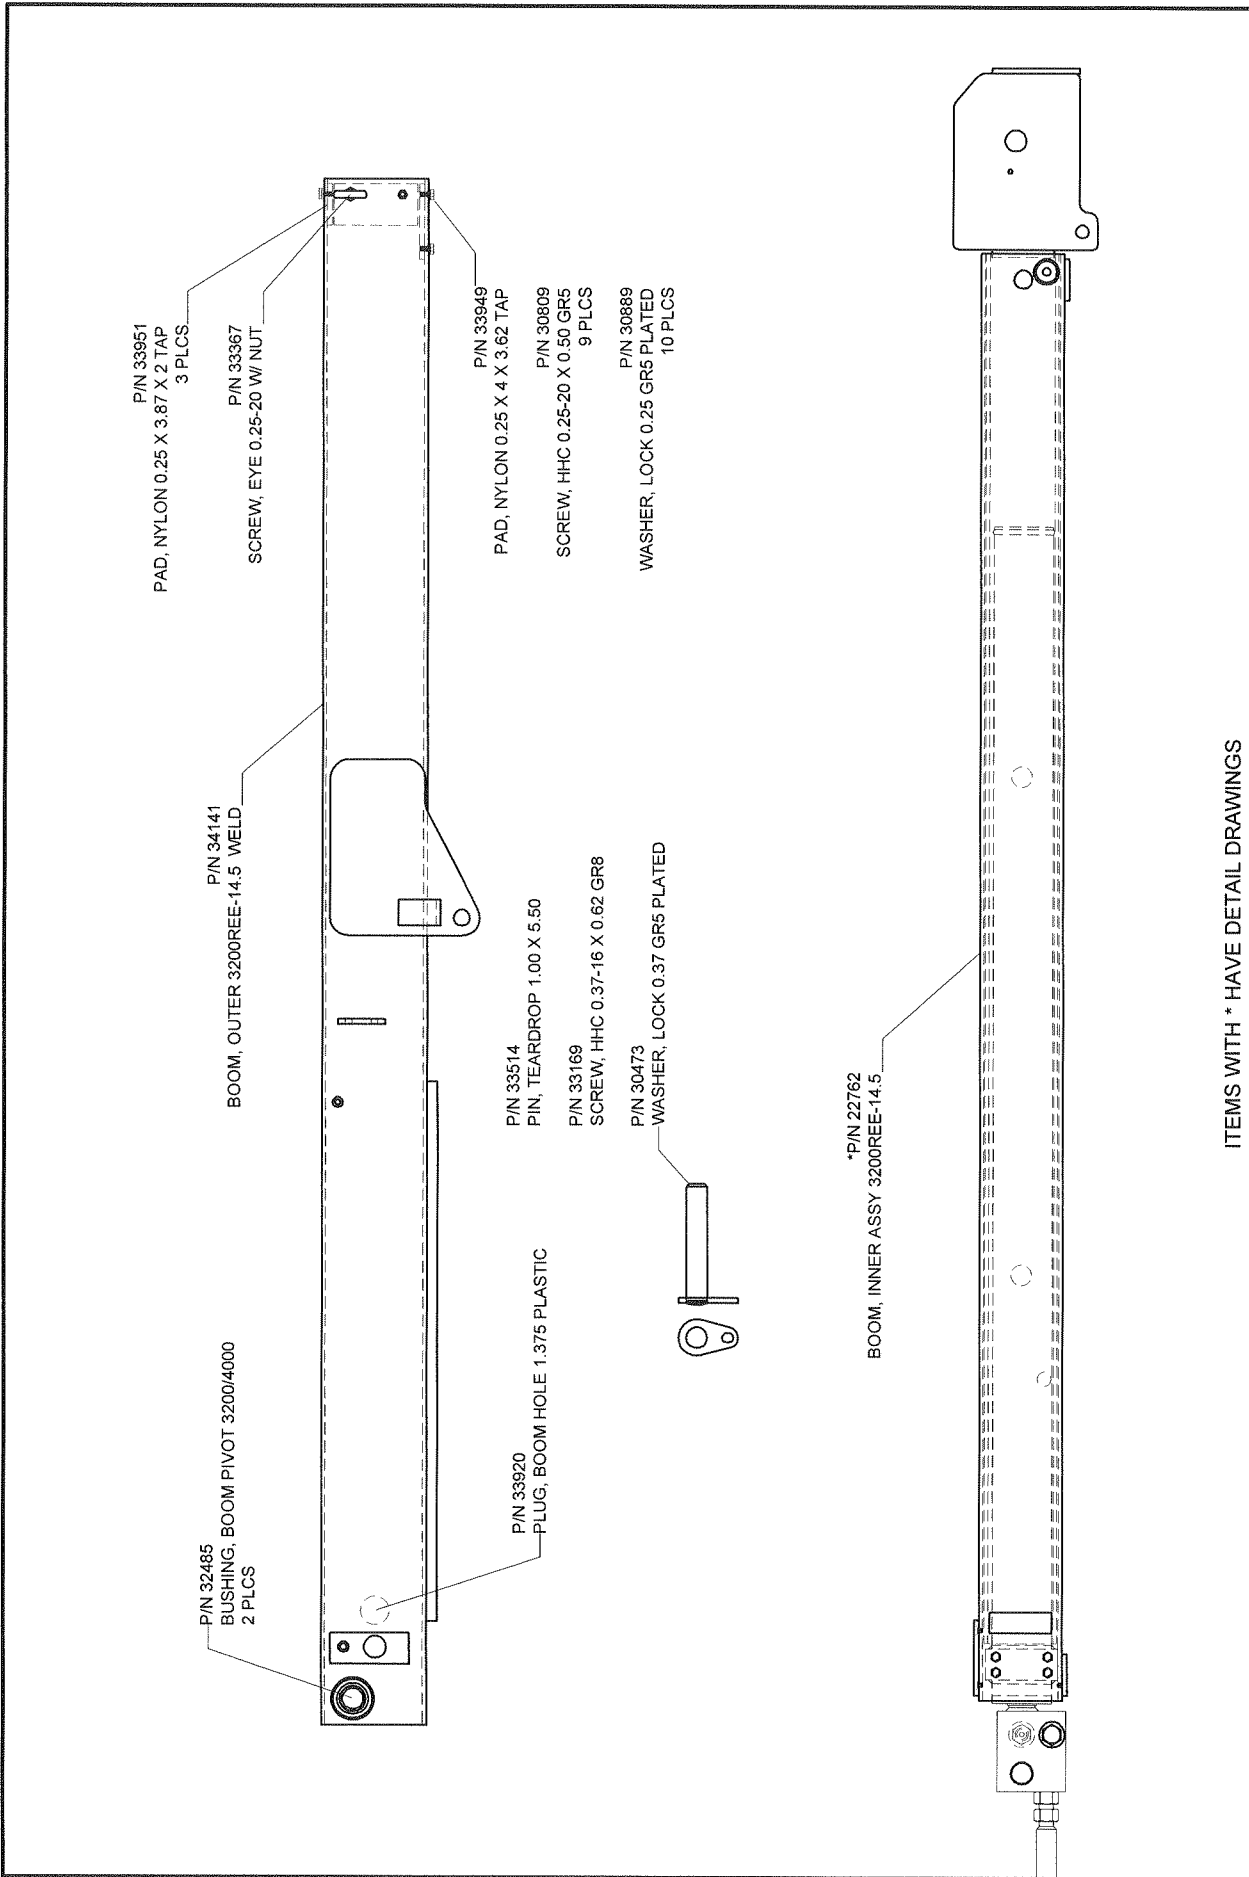 P/N 32485
BUSHING, BOOM PIVOT 3200/4000
2 PLCS
P/N 34141
BOOM, OUTER 3200REE-14.5 WELD
P/N 33951
PAD, NYLON 0.25 X 3.87 X 2 TAP
3 PLCS
P/N 33367
SCREW, EYE 0.25-20 W/ NUT
P/N 33920
PLUG, BOOM HOLE 1.375 PLASTIC
P/N 33514
PIN, TEARDROP 1.00 X 5.50
P/N 33169
SCREW, HHC 0.37-16 X 0.62 GR8
P/N 30473
WASHER, LOCK 0.37 GR5 PLATED
P/N 33949
PAD, NYLON 0.25 X 4 X 3.62 TAP
P/N 30809
SCREW, HHC 0.25-20 X 0.50 GR5
9 PLCS
P/N 30889
WASHER, LOCK 0.25 GR5 PLATED
10 PLCS
*P/N 22762
BOOM, INNER ASSY 3200REE-14.5
ITEMS WITH * HAVE DETAIL DRAWINGS